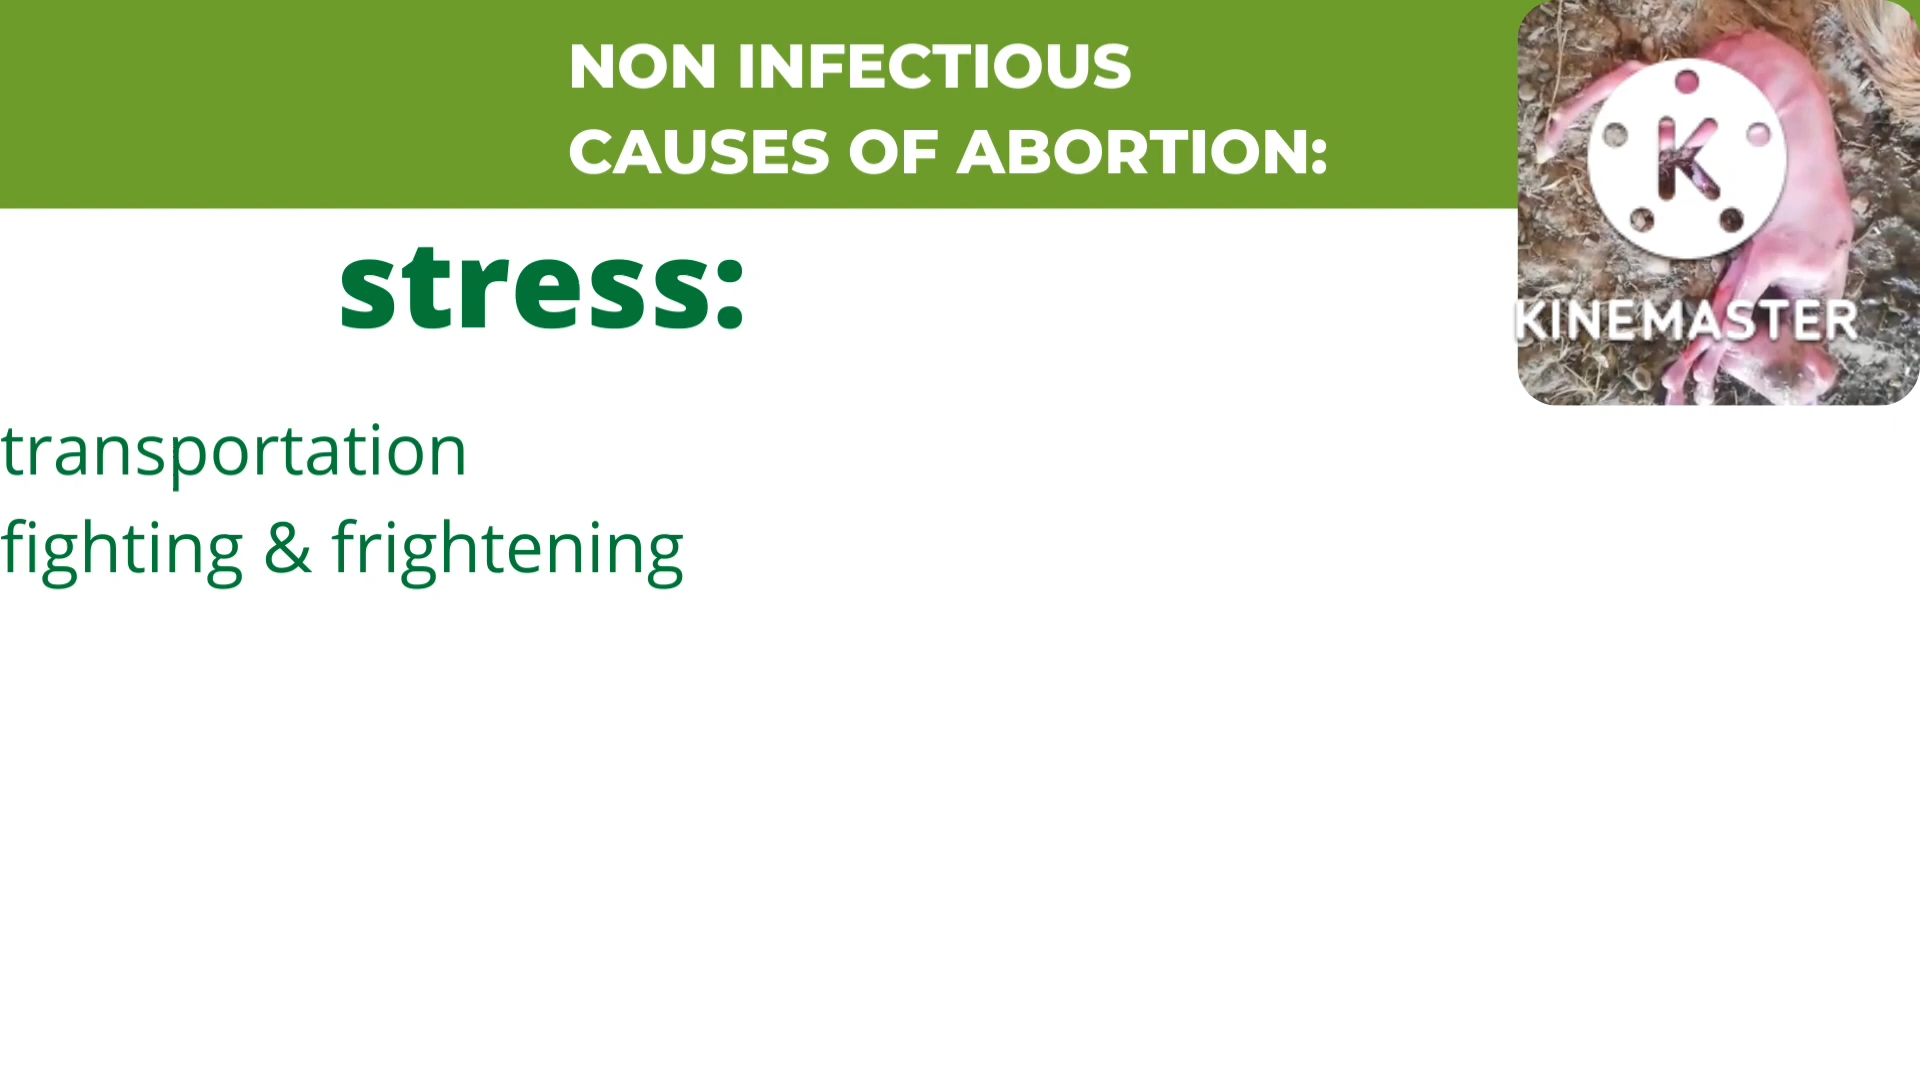 NON INFECTIOUS
CAUSES OF ABORTION:
stress:
K
KINEMASTER
transportation
fighting & frightening